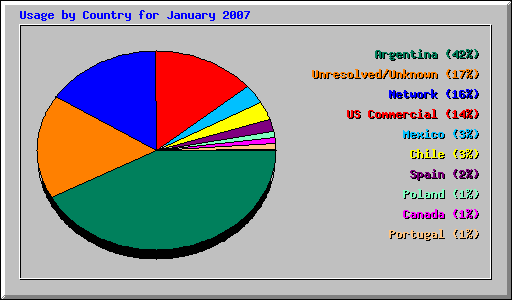 Usage by Country for January 2007
Argentina (42%)
Unresolved/Unknown (17%)
Network (16%)
US Commercial (14%)
Mexico (3%)
Chile (3%)
Spain (2%)
Poland (1%)
Canada (1%)
Portugal (1%)